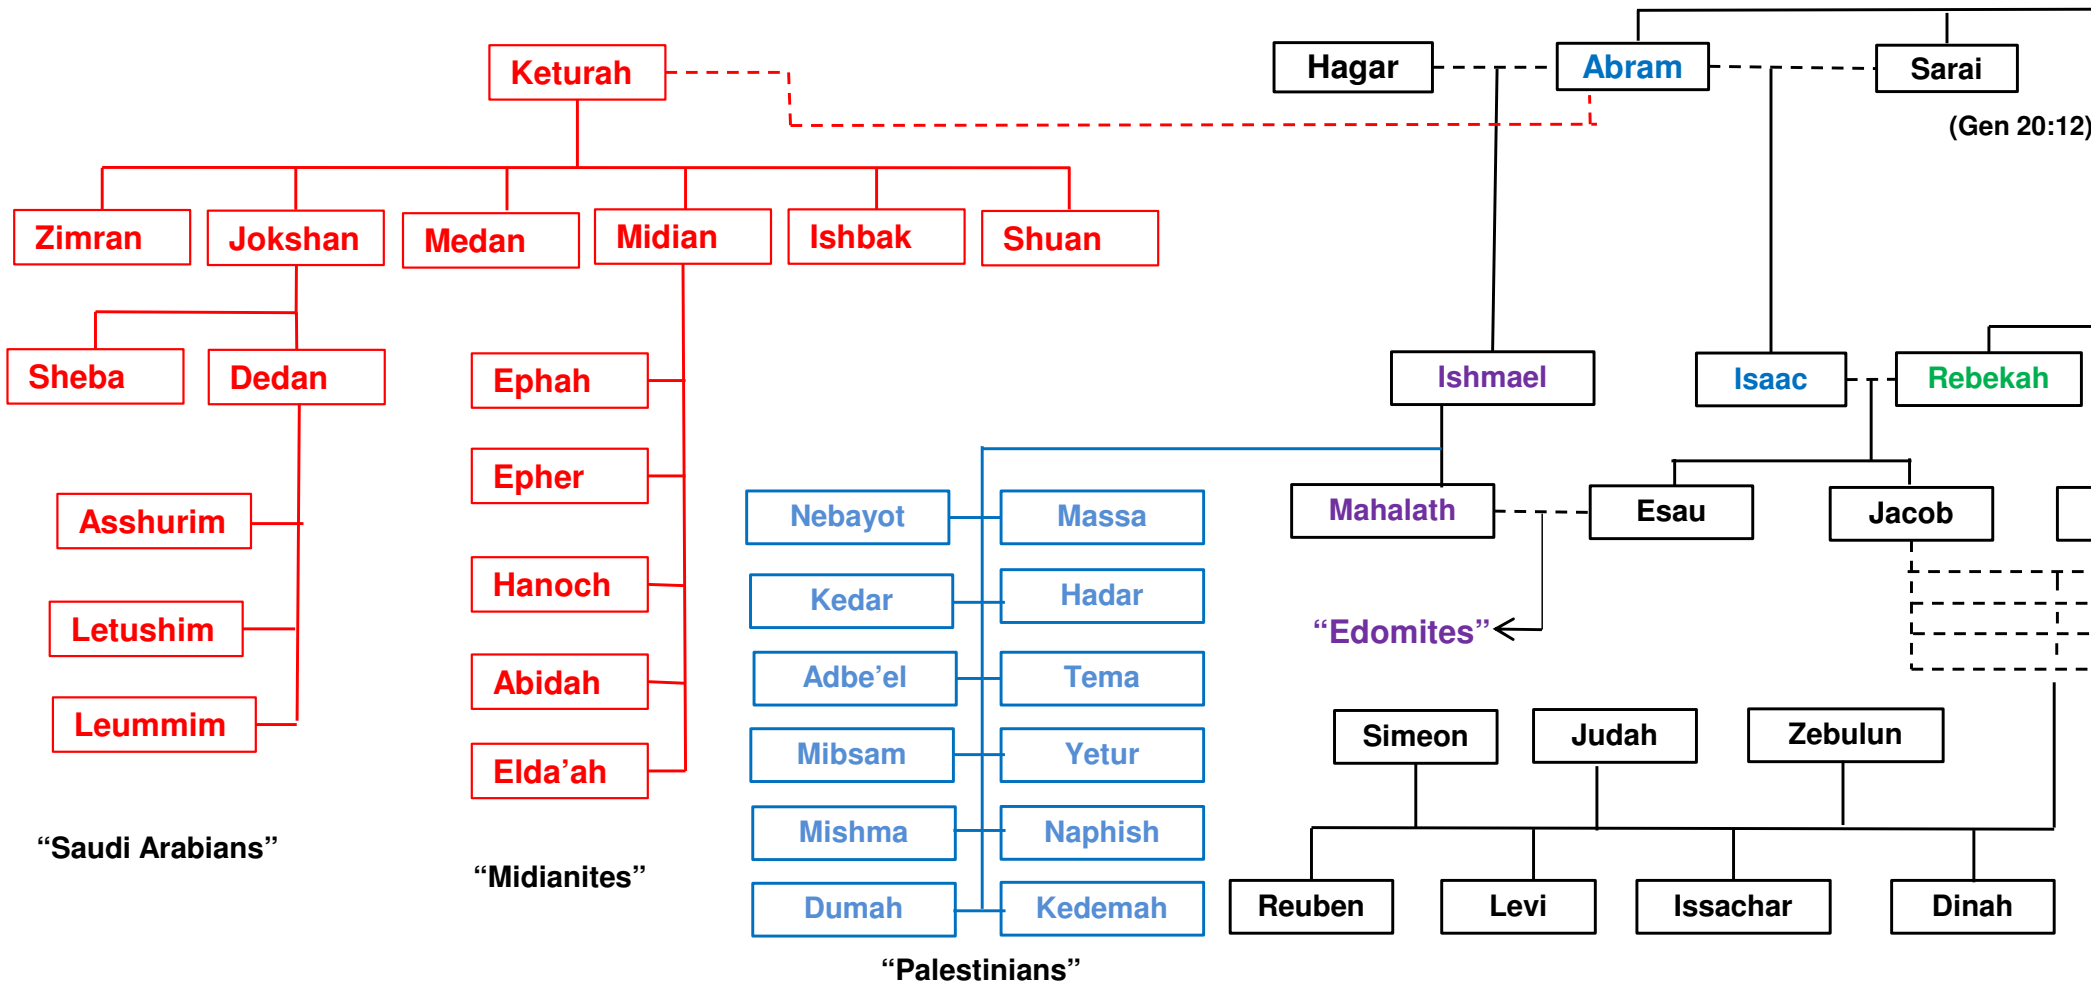 Keturah
Hagar
Abram
Sarai
(Gen 20:12)
Zimran
Jokshan
Medan
Midian
Ishbak
Shuan
Sheba
Dedan
Ephah
Ishmael
Isaac
Rebekah
Epher
Asshurim
Nebayot
Massa
Mahalath
Esau
Jacob
Hanoch
Kedar
Hadar
Letushim
“Edomites”
Abidah
Adbe’el
Tema
Leummim
Simeon
Judah
Zebulun
Elda’ah
Mibsam
Yetur
Mishma
Naphish
“Saudi Arabians”
“Midianites”
Dumah
Kedemah
Reuben
Levi
Issachar
Dinah
“Palestinians”